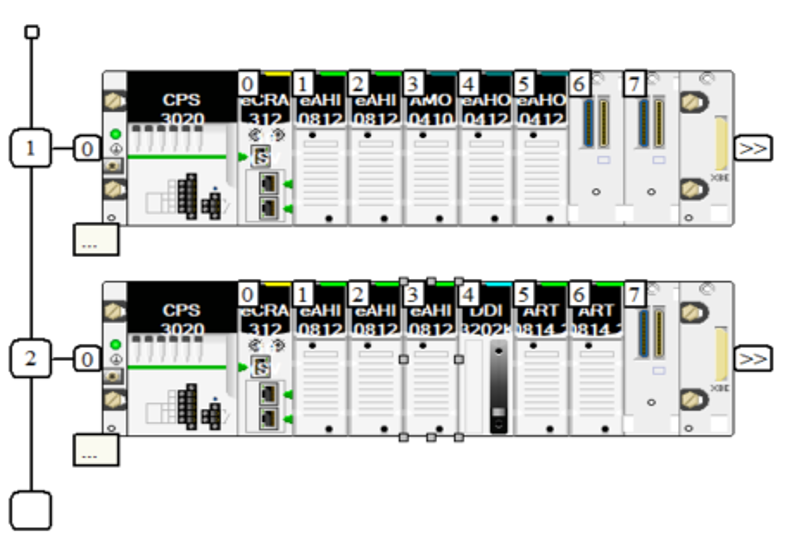 0 1 2 3 4 5 6 7
CPS eCRA eAHI eAHI AMO eAHO eAHO
3020 312 0812 0812 0410 0412 0412
1 0 >>
XBE
...
0 1 2 3 4 5 6 7
CPS eCRA eAHI eAHI eAHI DDI ART ART
3020 312 0812 0812 0812 3202K 0814 0814
2 0 >>
XBE
...